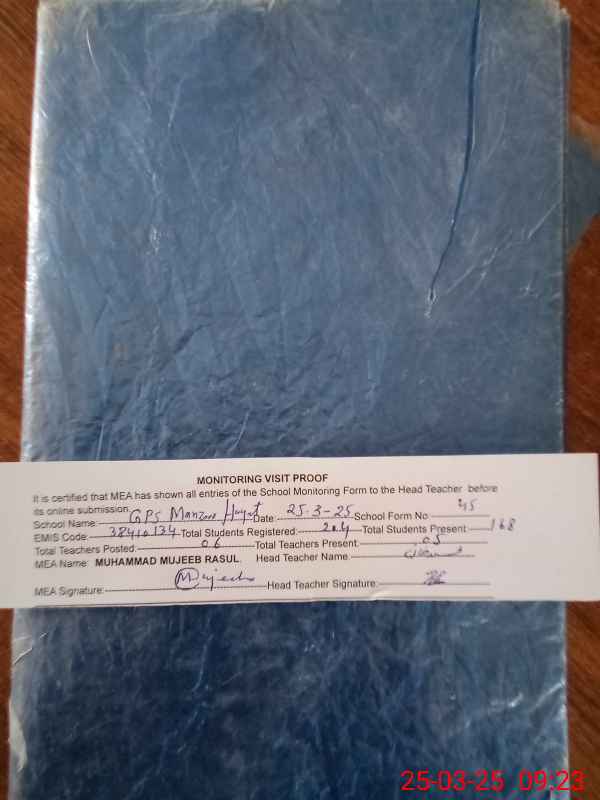 MONITORING VISIT PROOF
It is certified that MEA has shown all entries of the School Monitoring Form to the Head Teacher before
its online submission.
School Name: GPS Manzoor Hayat Date: 25-3-25 School Form No 45
EMIS Code: 38410134 Total Students Registered: 204 Total Students Present: 168
Total Teachers Posted: 06 Total Teachers Present: 05
MEA Name: MUHAMMAD MUJEEB RASUL. Head Teacher Name:
MEA Signature: Mujeeb Head Teacher Signature:
25-03-25 09:23